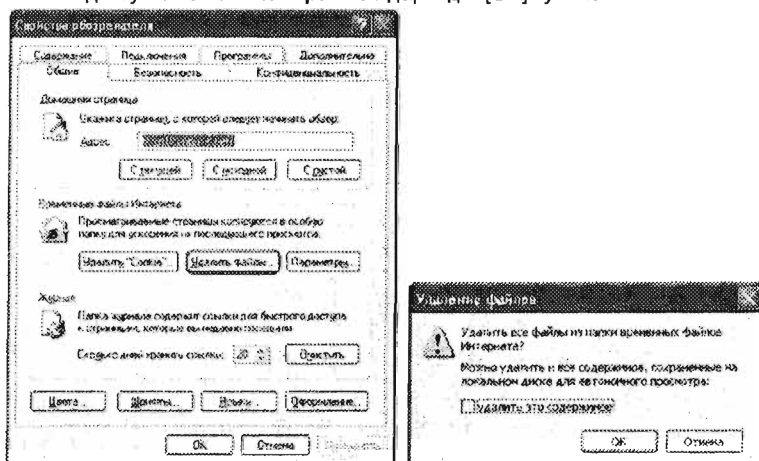 Свойства обозревателя
Содержание Подключения Программы Дополнительно
Общие Безопасность Конфиденциальность
Домашняя страница
Укажите страницу, с которой следует начинать обзор.
Адрес:
С текущей С исходной С пустой
Временные файлы Интернета
Просматриваемые страницы копируются в особую
папку для ускорения их последующего просмотра.
Удалить "Cookie"... Удалить файлы... Параметры...
Журнал
Папка журнала содержит ссылки для быстрого доступа
к страницам, которые вы недавно посещали.
Сколько дней хранить ссылки: 20 Очистить
Цвета... Шрифты... Языки... Оформление...
OK Отмена
Удаление файлов
Удалить все файлы из папки временных файлов
Интернета?
Можно удалить и все содержимое, сохраненное на
локальном диске для автономного просмотра:
Удалить это содержимое
OK Отмена